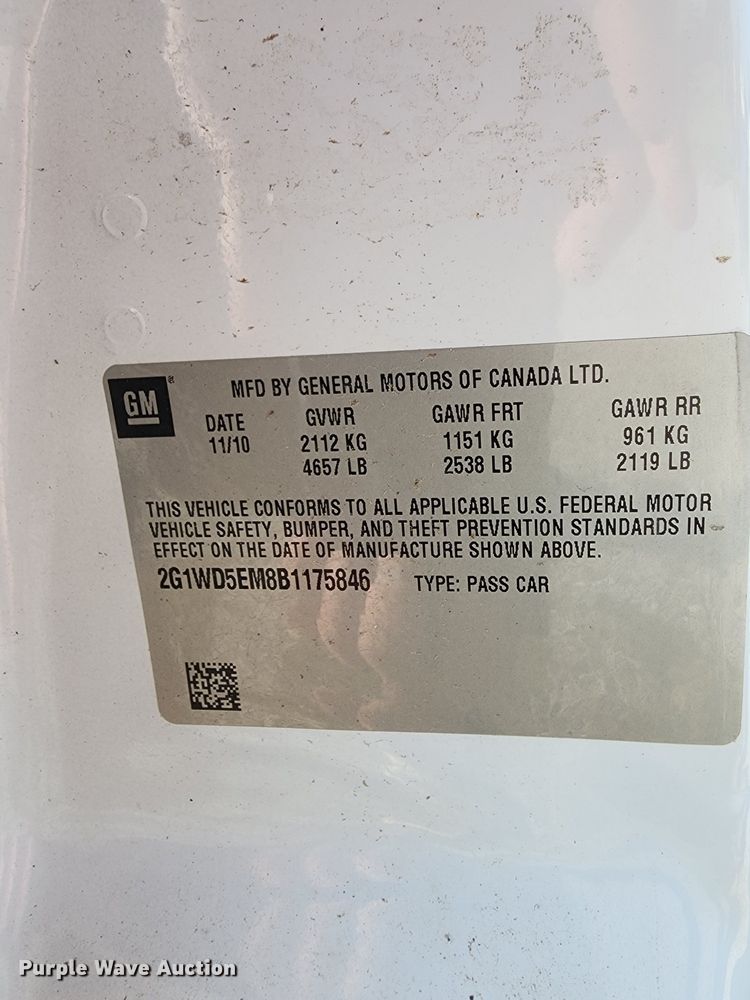 GM®
MFD BY GENERAL MOTORS OF CANADA LTD.
DATE GVWR GAWR FRT GAWR RR
11/10 2112 KG 1151 KG 961 KG
4657 LB 2538 LB 2119 LB
THIS VEHICLE CONFORMS TO ALL APPLICABLE U.S. FEDERAL MOTOR
VEHICLE SAFETY, BUMPER, AND THEFT PREVENTION STANDARDS IN
EFFECT ON THE DATE OF MANUFACTURE SHOWN ABOVE.
2G1WD5EM8B1175846 TYPE: PASS CAR
Purple Wave Auction